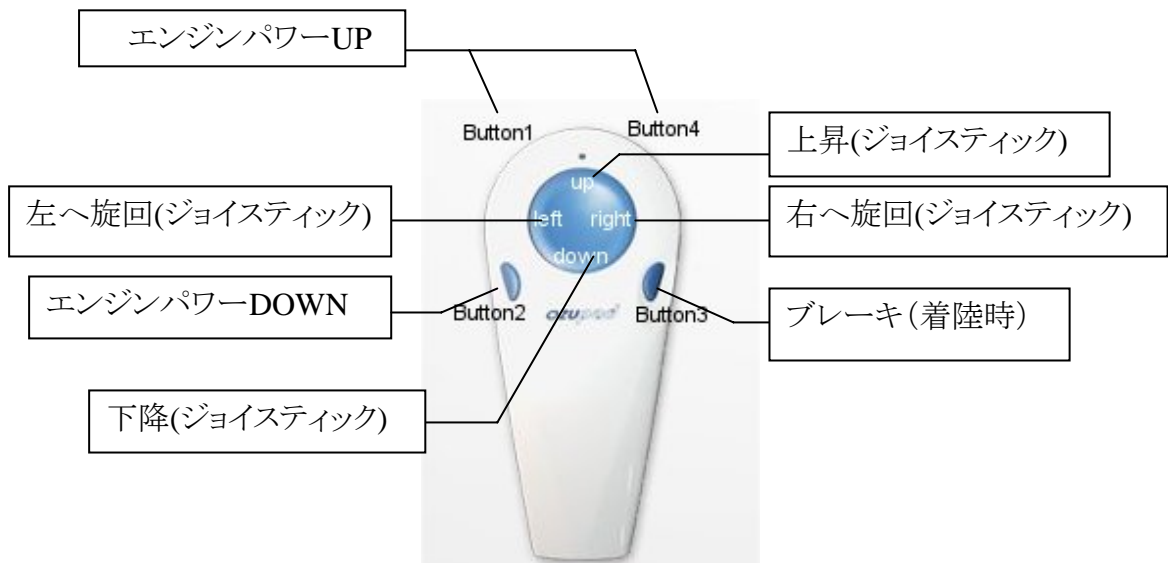 エンジンパワーUP
Button1
Button4
上昇(ジョイスティック)
up
左へ旋回(ジョイスティック)
left
right
右へ旋回(ジョイスティック)
down
エンジンパワーDOWN
Button2
Button3
ブレーキ(着陸時)
下降(ジョイスティック)